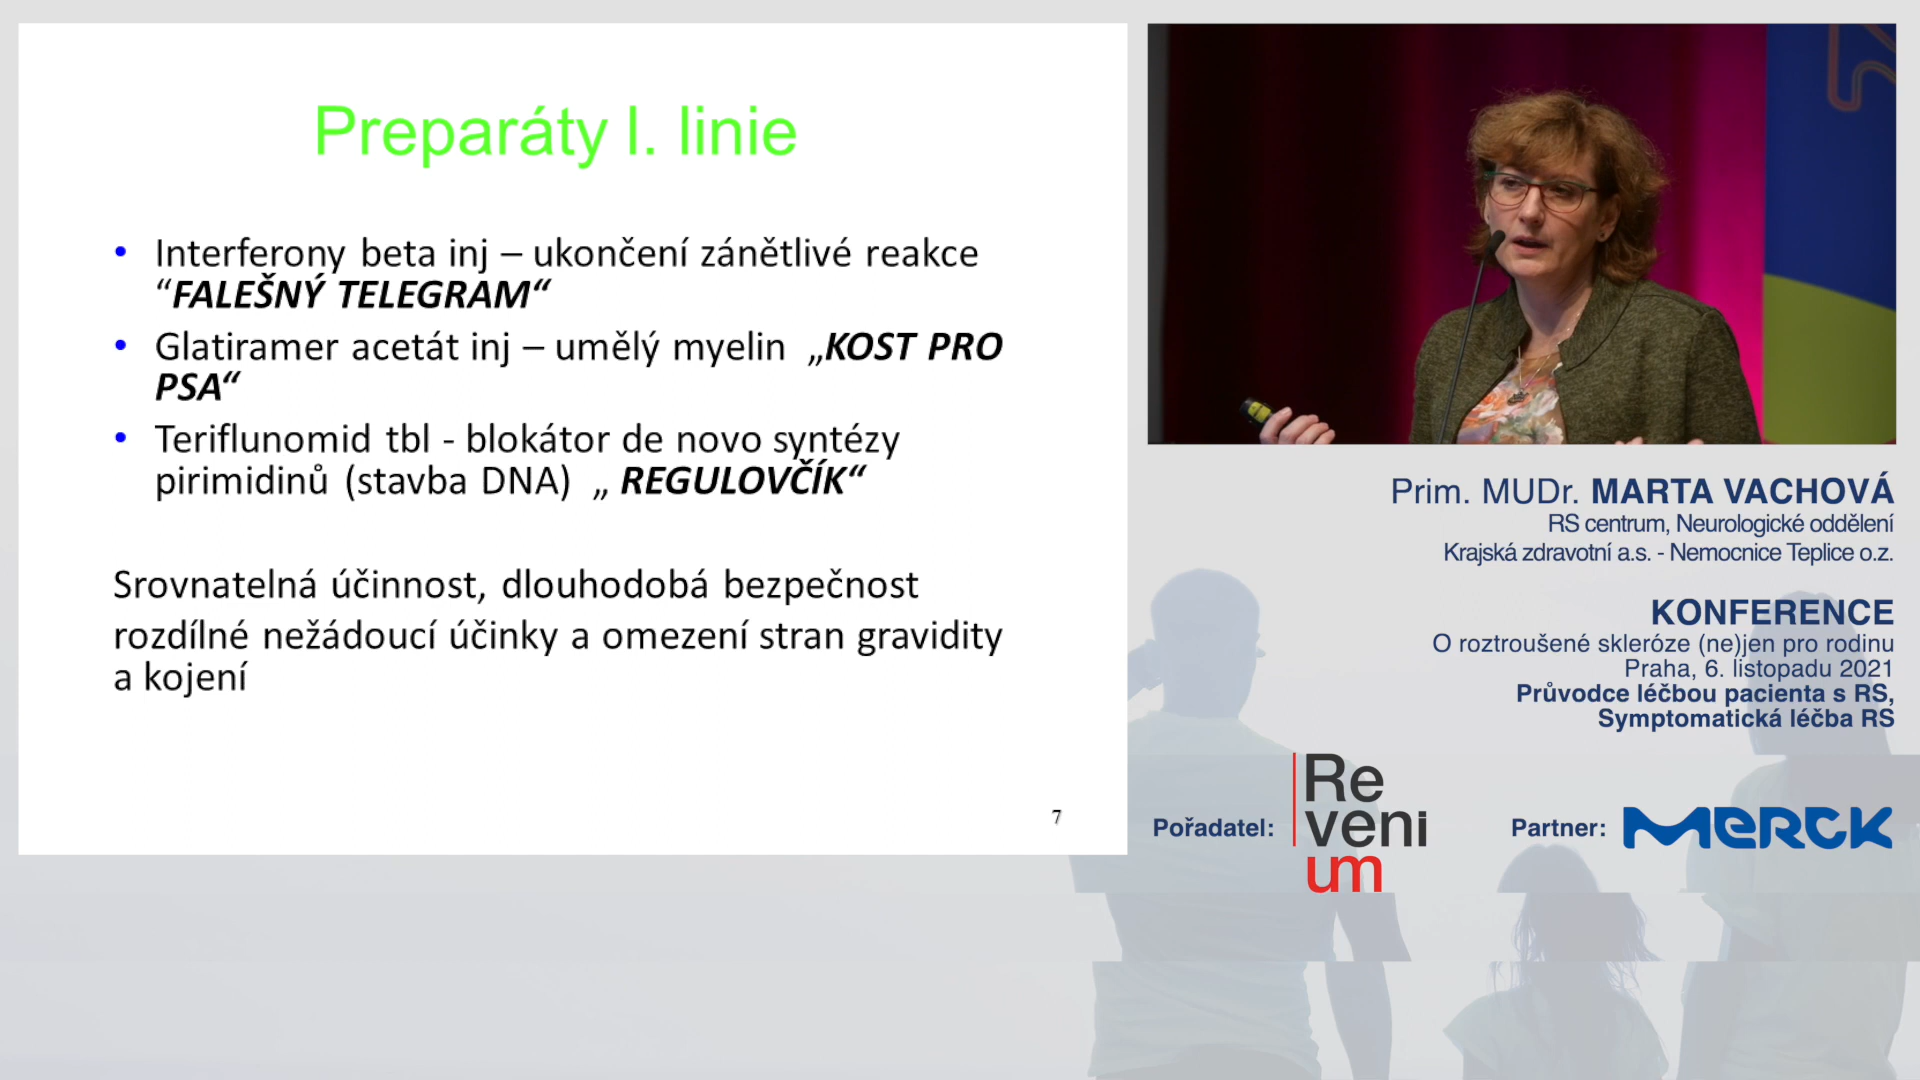 Preparáty I. linie
• Interferony beta inj – ukončení zánětlivé reakce
“FALEŠNÝ TELEGRAM“
• Glatiramer acetát inj – umělý myelin „KOST PRO
PSA“
• Teriflunomid tbl - blokátor de novo syntézy
pirimidinů (stavba DNA) „ REGULOVČÍK“
Srovnatelná účinnost, dlouhodobá bezpečnost
rozdílné nežádoucí účinky a omezení stran gravidity
a kojení
7
Prim. MUDr. MARTA VACHOVÁ
RS centrum, Neurologické oddělení
Krajská zdravotní a.s. - Nemocnice Teplice o.z.
KONFERENCE
O roztroušené skleróze (ne)jen pro rodinu
Praha, 6. listopadu 2021
Průvodce léčbou pacienta s RS,
Symptomatická léčba RS
Pořadatel:
Re
veni
um
Partner:
MERCK